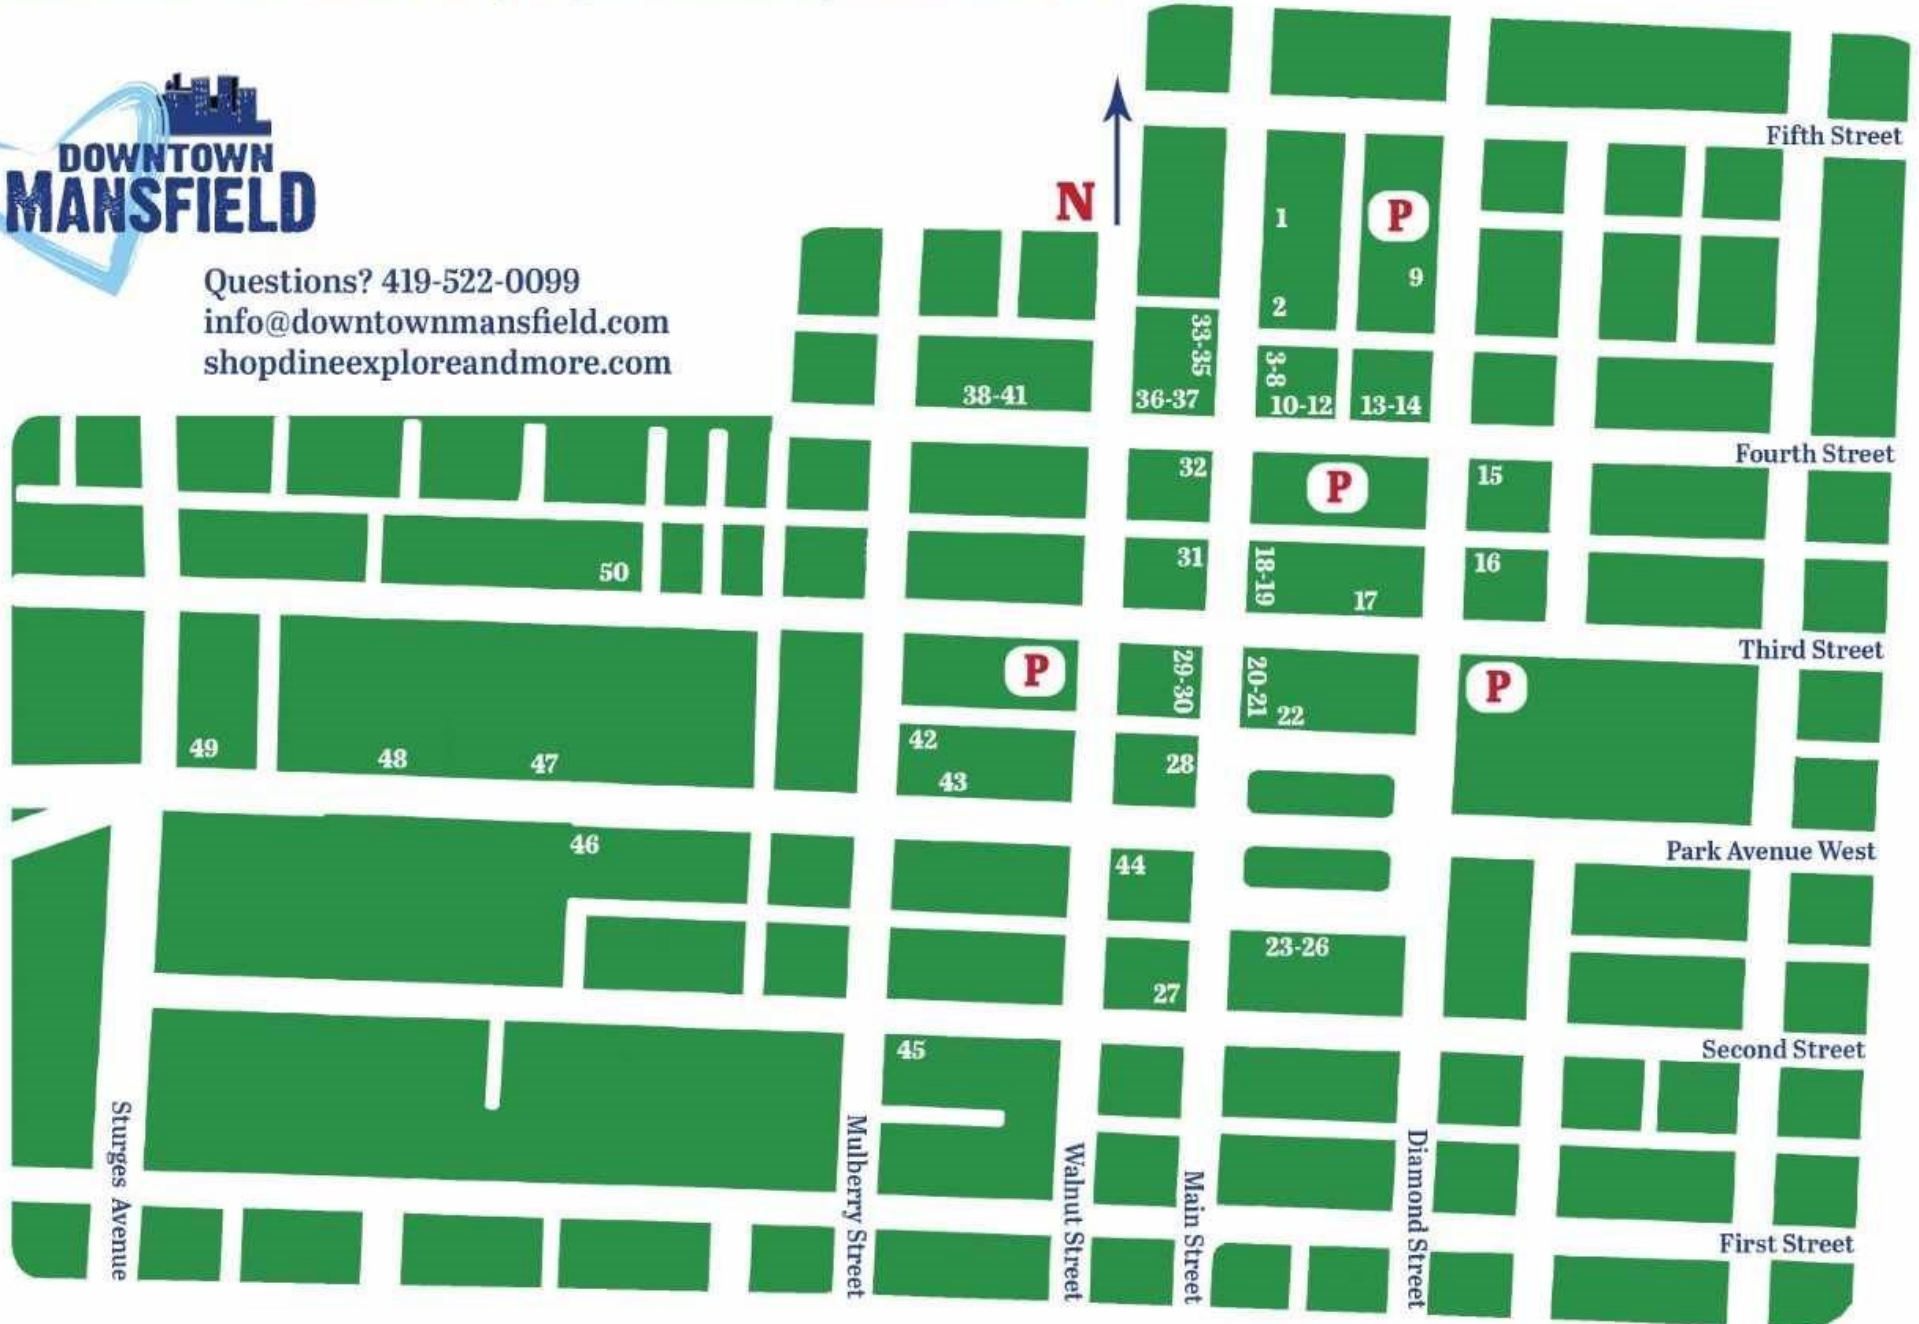 DOWNTOWN
MANSFIELD
Questions? 419-522-0099
info@downtownmansfield.com
shopdineexploreandmore.com
N
Fifth Street
1
P
9
2
33-35
3-8
38-41
36-37
10-12
13-14
Fourth Street
32
P
15
31
18-19
16
50
17
Third Street
P
29-30
20-21
22
P
49
48
47
42
43
28
Park Avenue West
46
44
23-26
27
45
Second Street
Sturges Avenue
Mulberry Street
Walnut Street
Main Street
Diamond Street
First Street